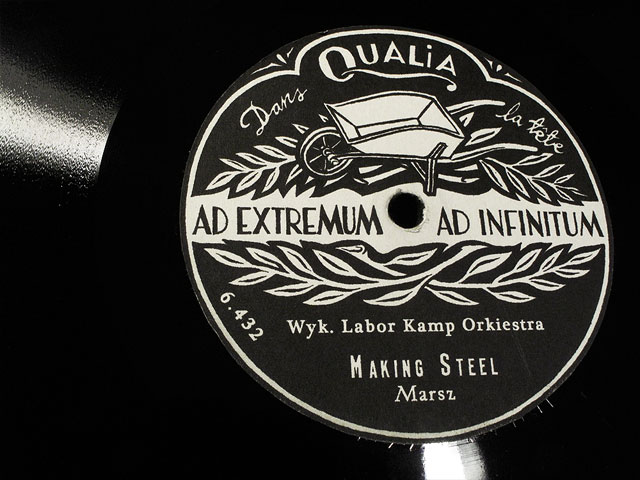 QUALiA
Dans la tête
AD EXTREMUM AD INFINITUM
6.432
Wyk. Labor Kamp Orkiestra
MAKING STEEL
Marsz